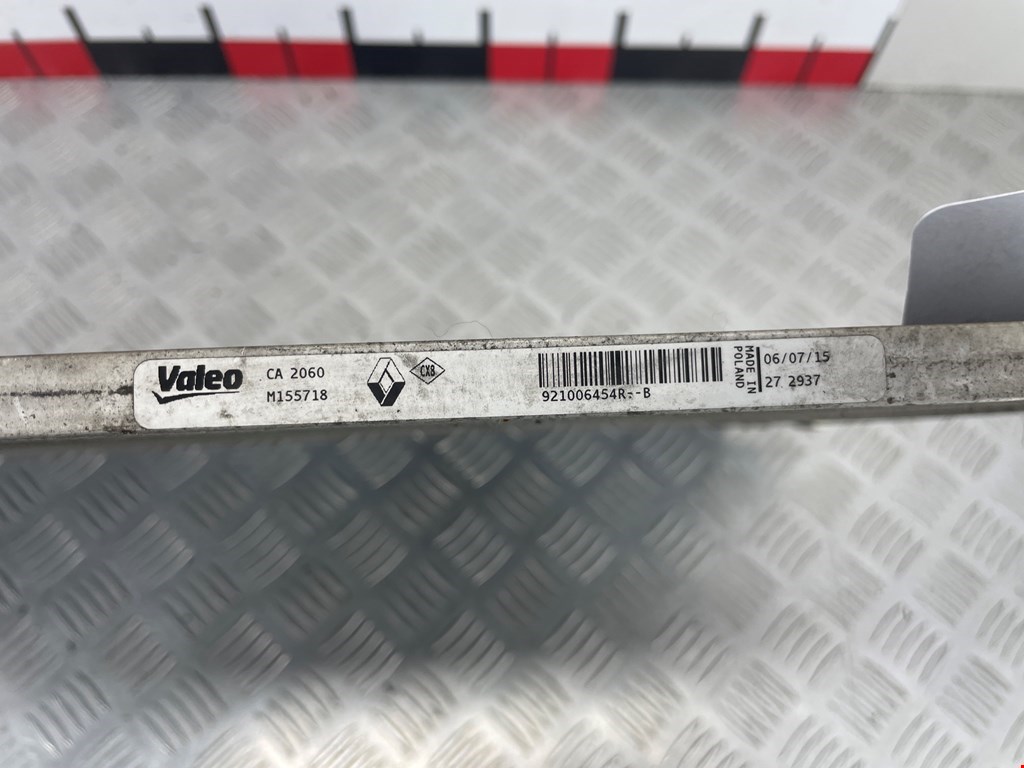 Valeo
CA 2060
M155718
CX8
921006454R--B
MADE IN
POLAND
06/07/15
27 2937